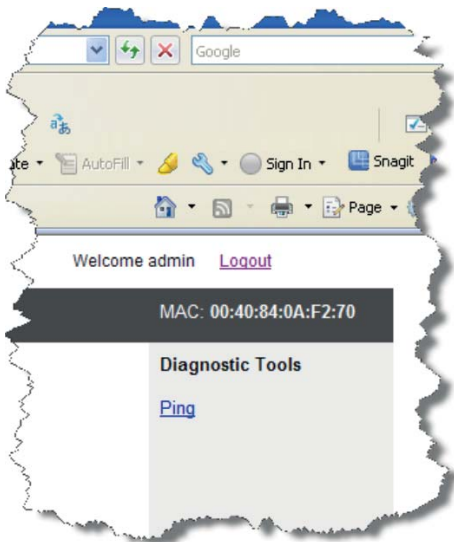 Google
AutoFill Sign In Snagit
Page
Welcome admin Logout
MAC: 00:40:84:0A:F2:70
Diagnostic Tools
Ping